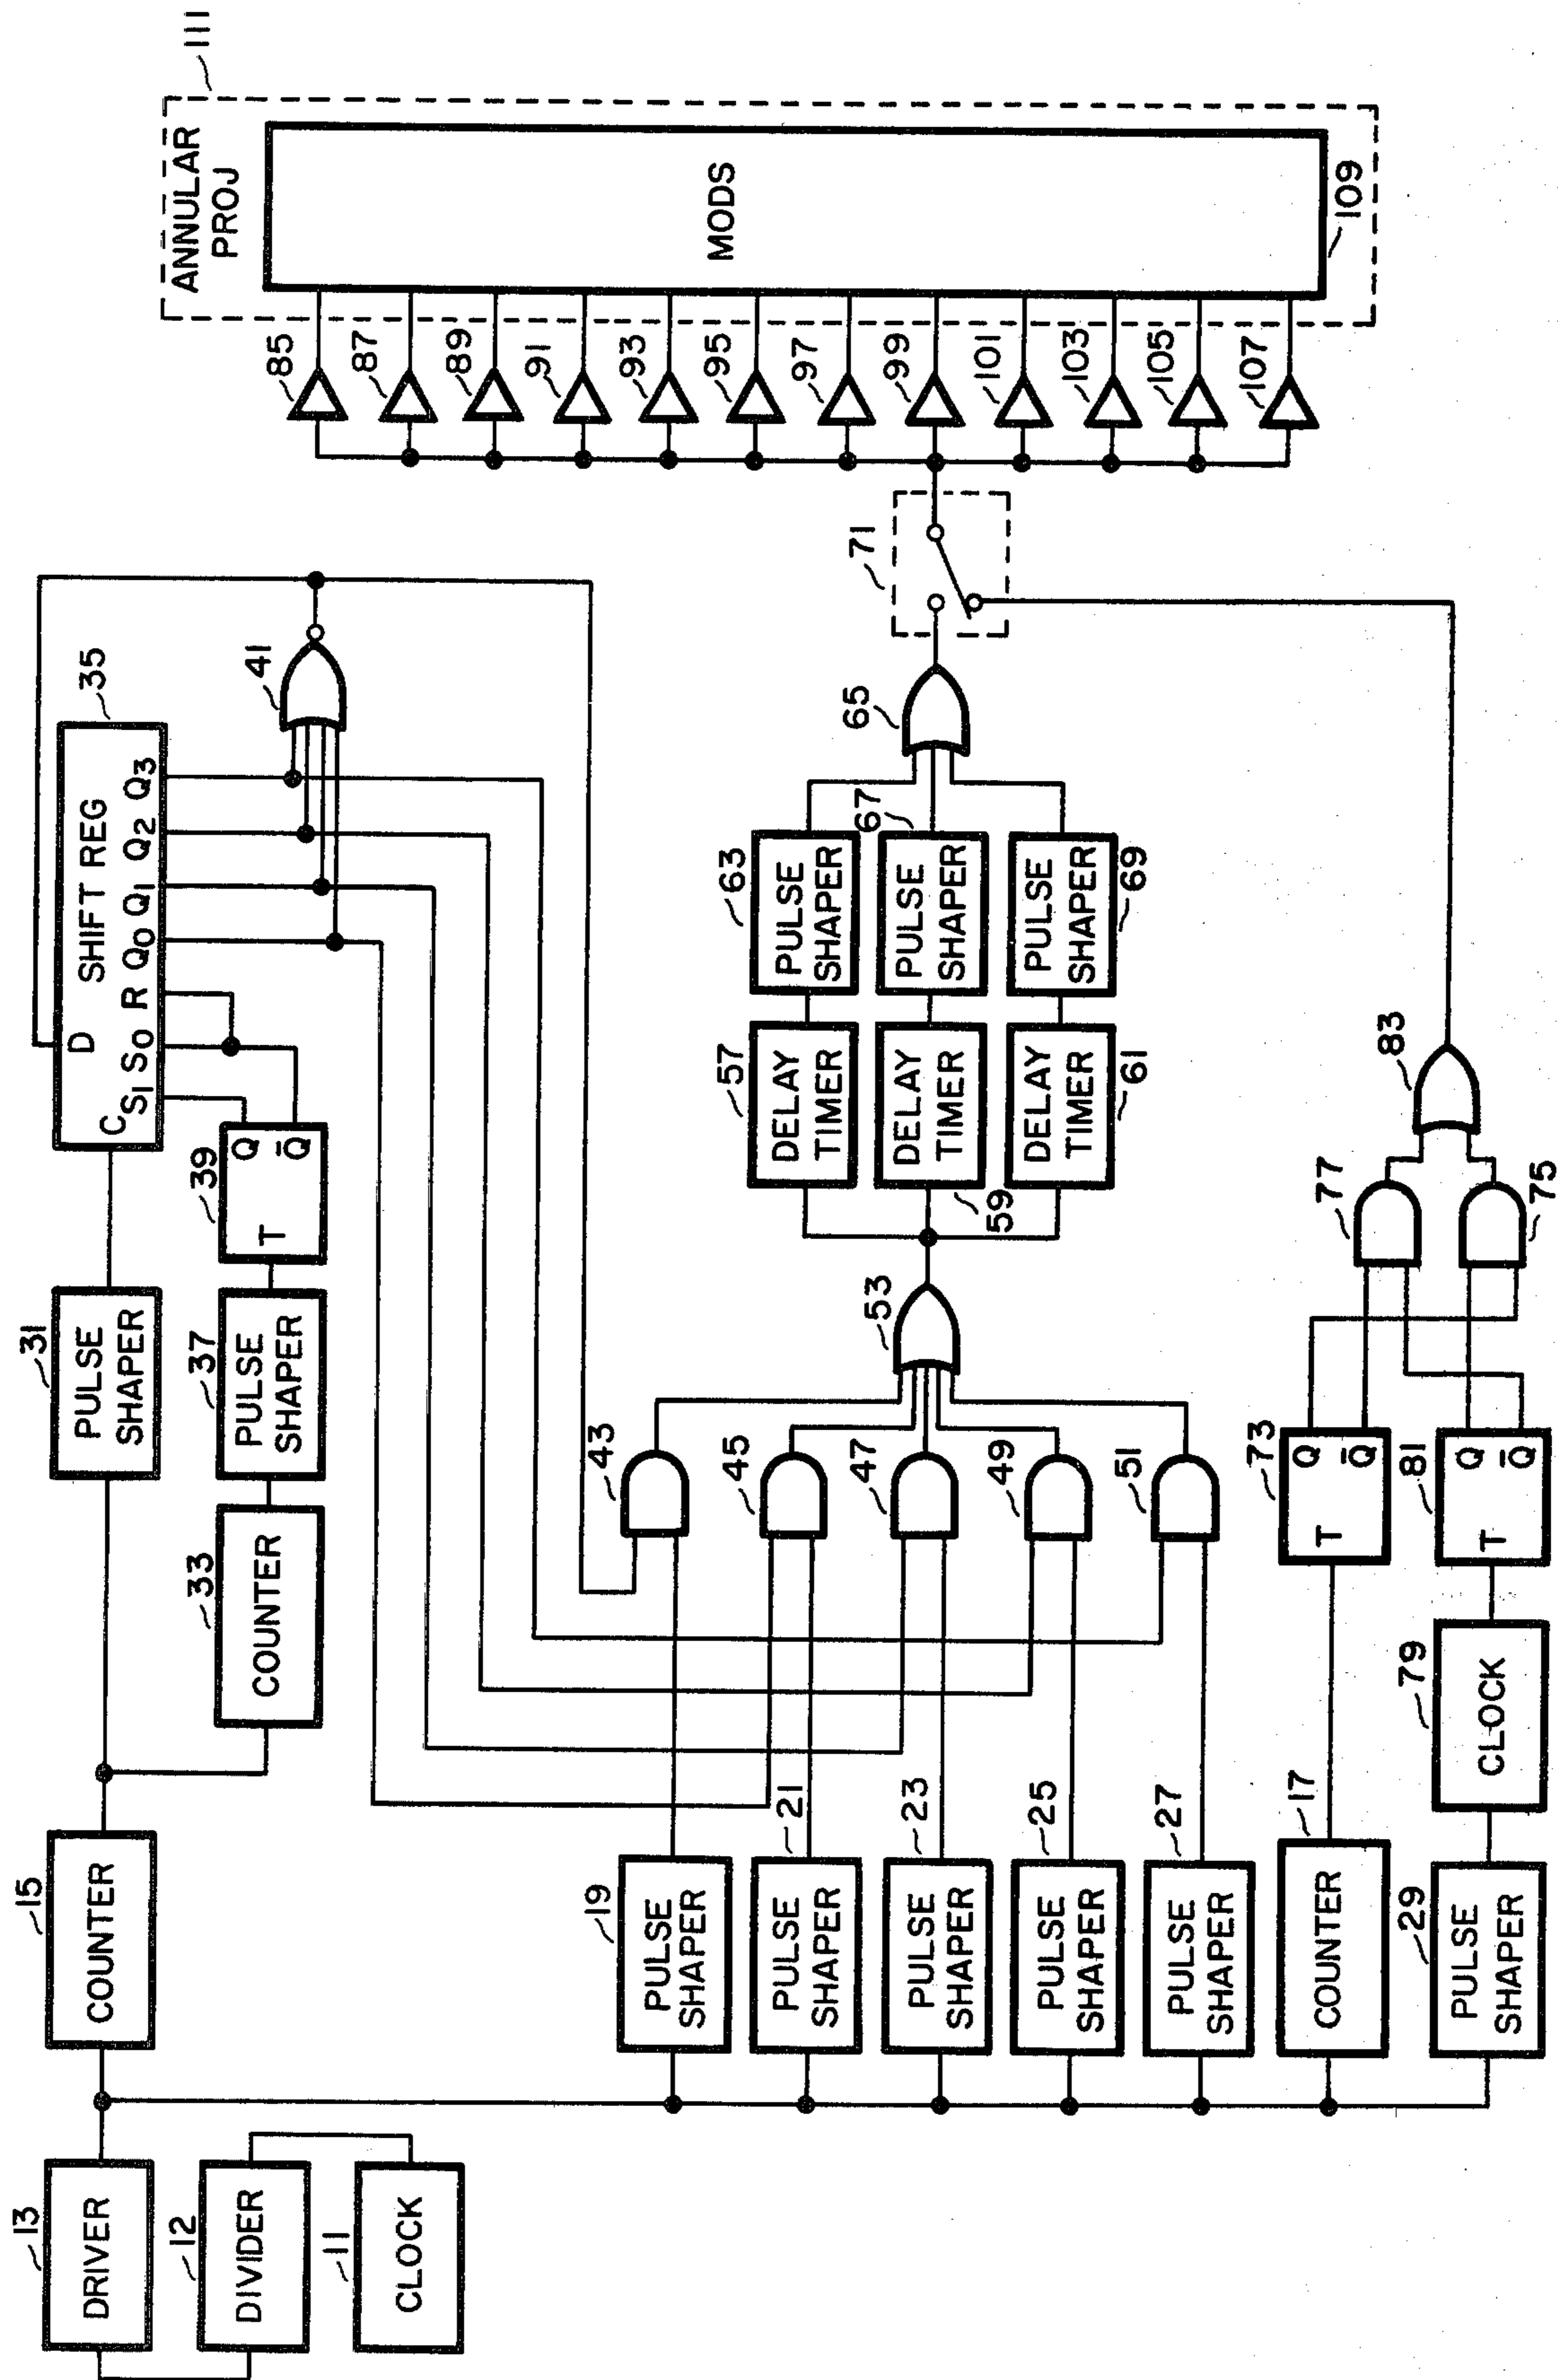 111
ANNULAR
PROJ
MODS
109
85
87
89
91
93
95
97
99
101
103
105
107
71
35
SHIFT REG
D
C
S1
S0
R
Q0
Q1
Q2
Q3
41
31
PULSE
SHAPER
39
T
Q
Q̅
37
PULSE
SHAPER
33
COUNTER
15
COUNTER
13
DRIVER
12
DIVIDER
11
CLOCK
19
PULSE
SHAPER
21
PULSE
SHAPER
23
PULSE
SHAPER
25
PULSE
SHAPER
27
PULSE
SHAPER
17
COUNTER
29
PULSE
SHAPER
79
CLOCK
43
45
47
49
51
53
57
DELAY
TIMER
59
DELAY
TIMER
61
DELAY
TIMER
63
PULSE
SHAPER
67
PULSE
SHAPER
69
PULSE
SHAPER
65
73
T
Q
Q̅
81
T
Q
Q̅
77
75
83